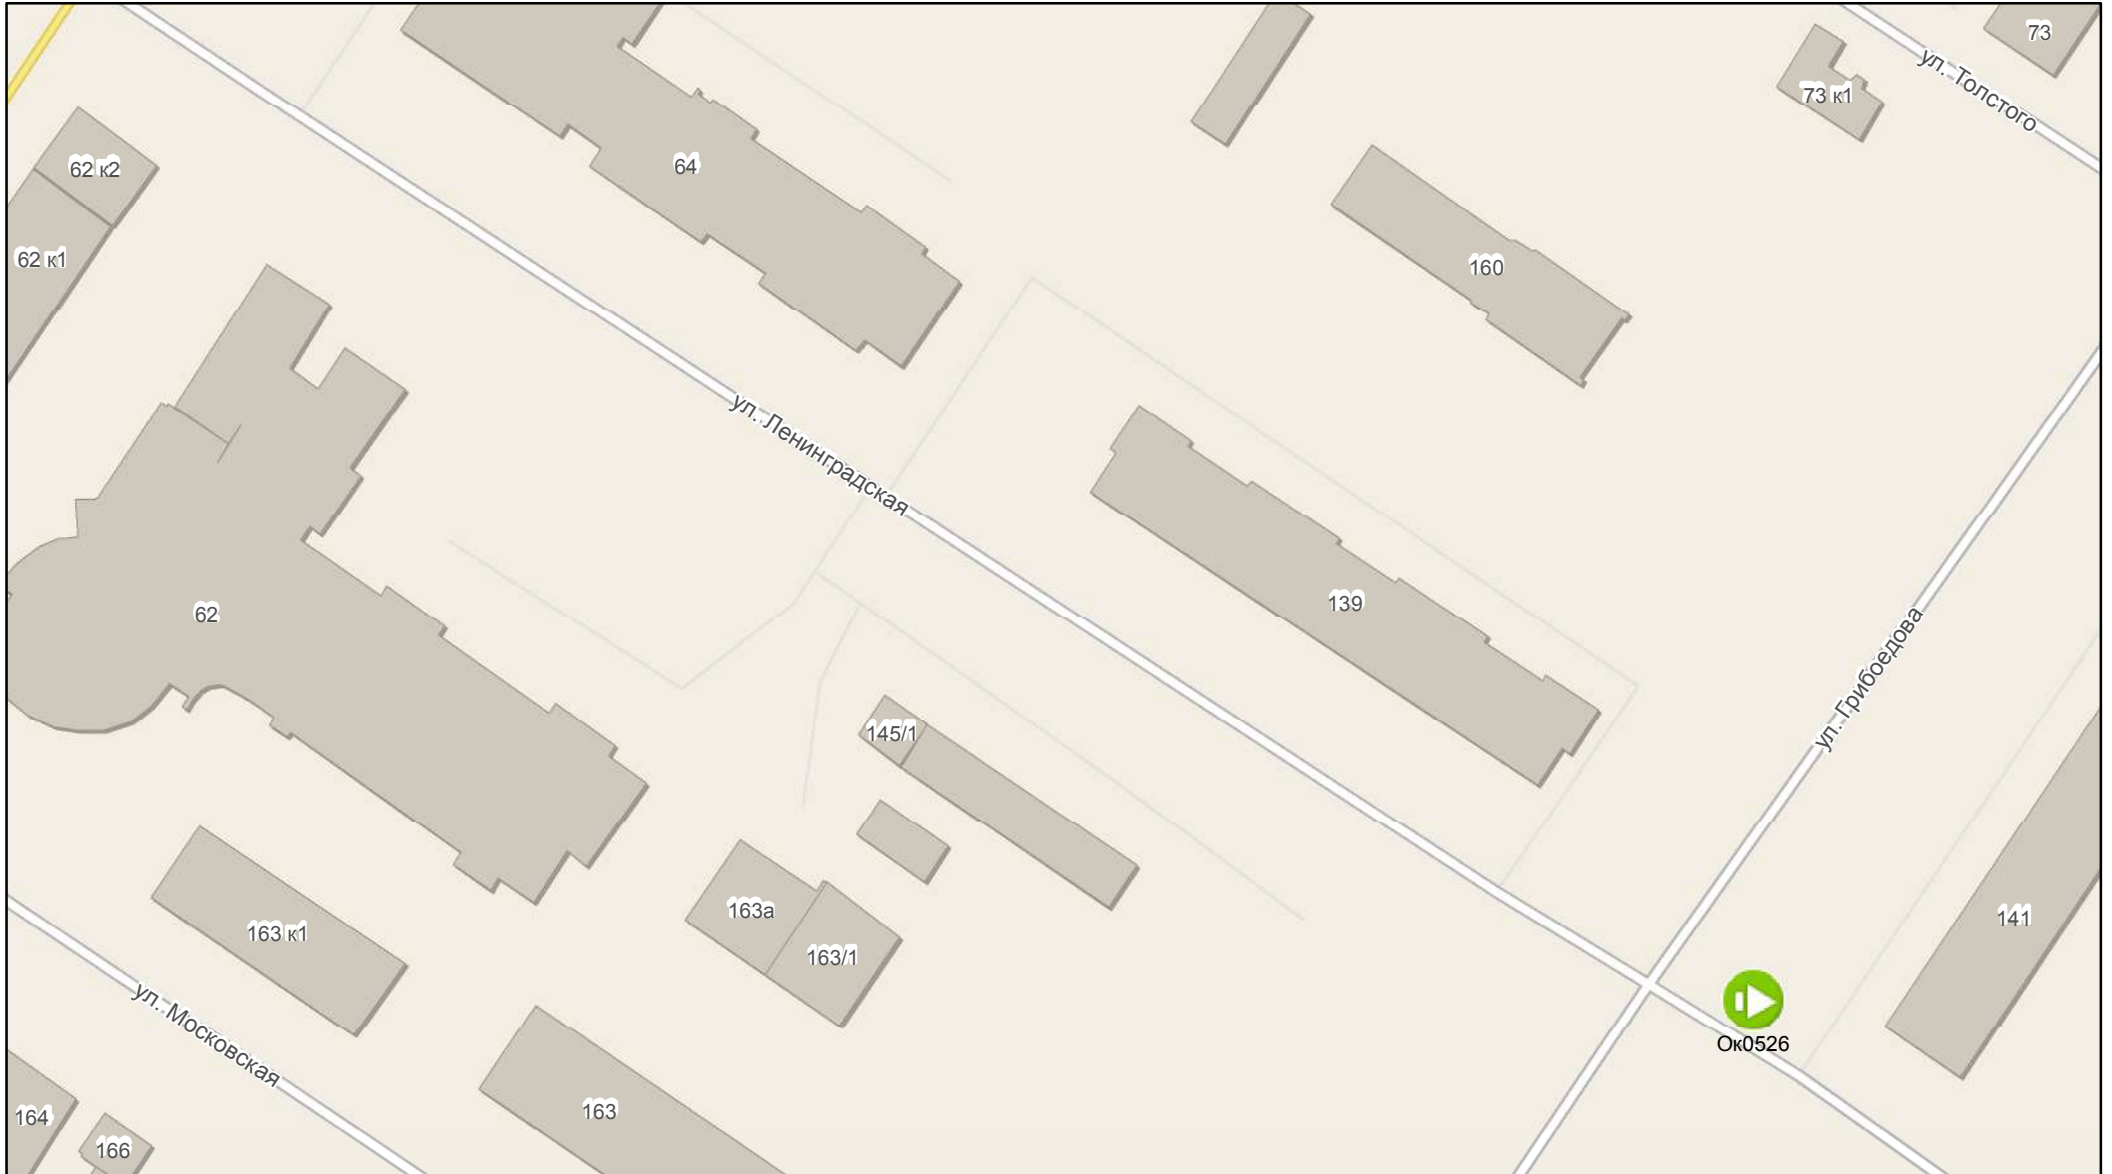 73
ул. Толстого
73 к1
64
62 к2
62 к1
160
ул. Ленинградская
139
62
ул. Грибоедова
145/1
163а
141
163 к1
163/1
ул. Московская
Ок0526
163
164
166